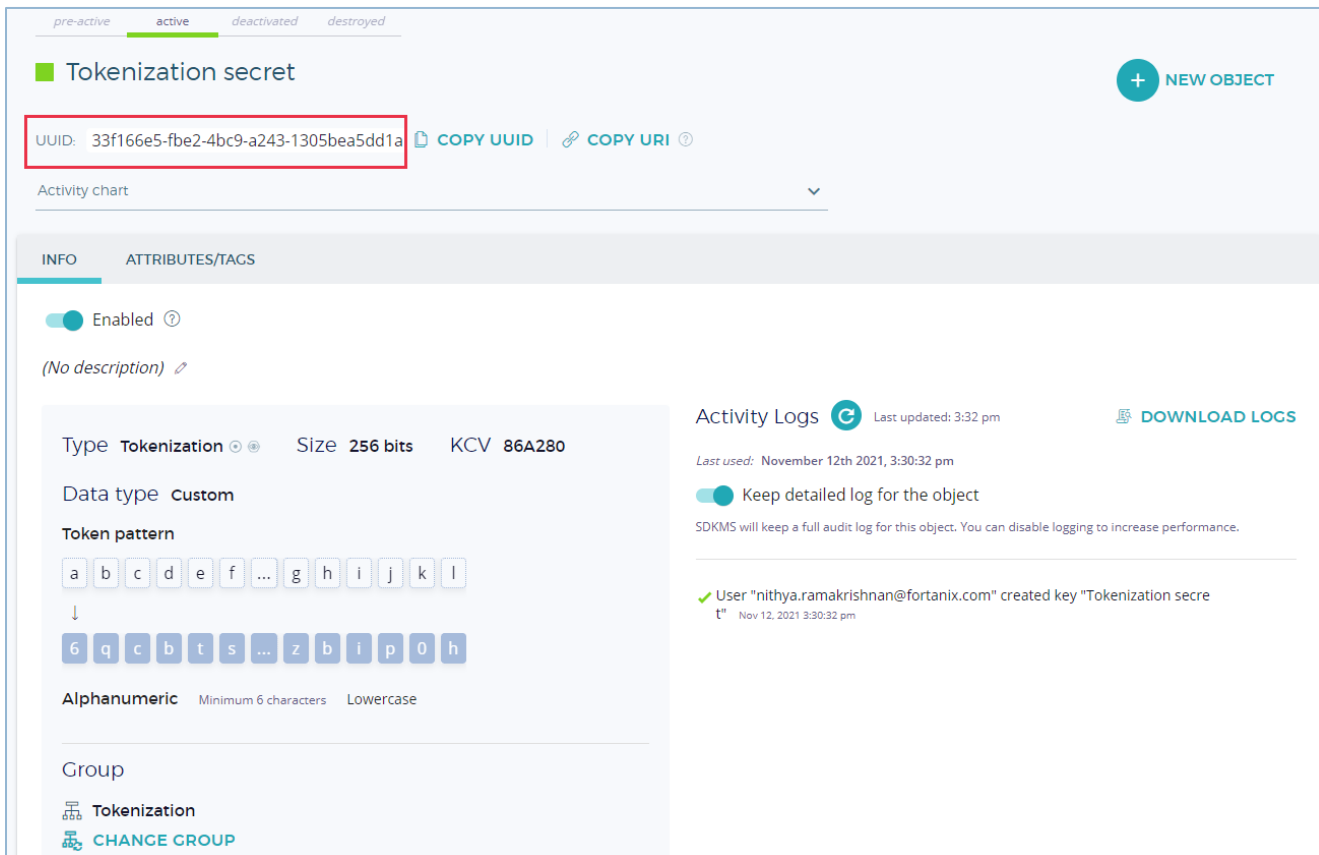 pre-active active deactivated destroyed
Tokenization secret
NEW OBJECT
UUID: 33f166e5-fbe2-4bc9-a243-1305bea5dd1a COPY UUID COPY URI ?
Activity chart
INFO ATTRIBUTES/TAGS
Enabled ?
(No description)
Type Tokenization Size 256 bits KCV 86A280
Data type Custom
Token pattern
a b c d e f ... g h i j k l
↓
6 q c b t s ... z b i p 0 h
Alphanumeric Minimum 6 characters Lowercase
Group
Tokenization
CHANGE GROUP
Activity Logs Last updated: 3:32 pm DOWNLOAD LOGS
Last used: November 12th 2021, 3:30:32 pm
Keep detailed log for the object
SDKMS will keep a full audit log for this object. You can disable logging to increase performance.
User "nithya.ramakrishnan@fortanix.com" created key "Tokenization secre
t" Nov 12, 2021 3:30:32 pm